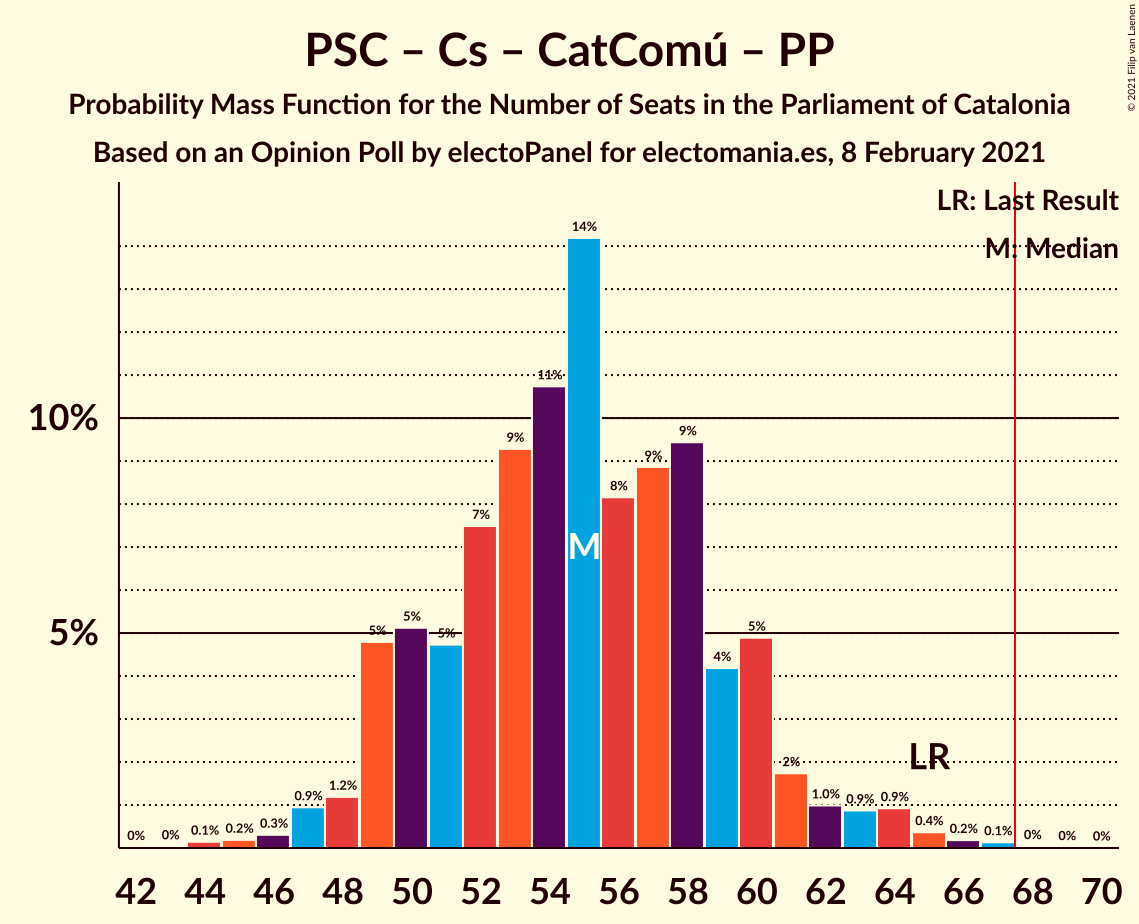 PSC – Cs – CatComú – PP
Probability Mass Function for the Number of Seats in the Parliament of Catalonia
Based on an Opinion Poll by electoPanel for electomania.es, 8 February 2021
© 2021 Filip van Laenen
LR: Last Result
M: Median
10%
5%
0% 0% 0.1% 0.2% 0.3% 0.9% 1.2% 5% 5% 5% 7% 9% 11% 14% 8% 9% 9% 4% 5% 2% 1.0% 0.9% 0.9% 0.4% 0.2% 0.1% 0% 0% 0%
M
LR
42 44 46 48 50 52 54 56 58 60 62 64 66 68 70